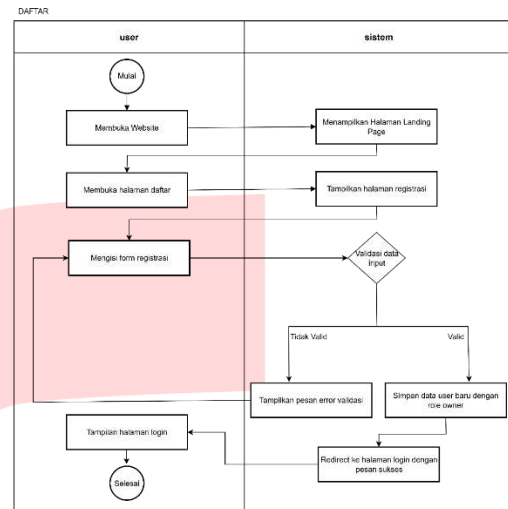 DAFTAR
user
sistem
Mulai
Membuka Website
Menampilkan Halaman Landing
Page
Membuka halaman daftar
Tampilkan halaman registrasi
Mengisi form registrasi
Validasi data
input
Tidak Valid
Valid
Tampilkan pesan error validasi
Simpan data user baru dengan
role owner
Tampilan halaman login
Redirect ke halaman login dengan
pesan sukses
Selesai